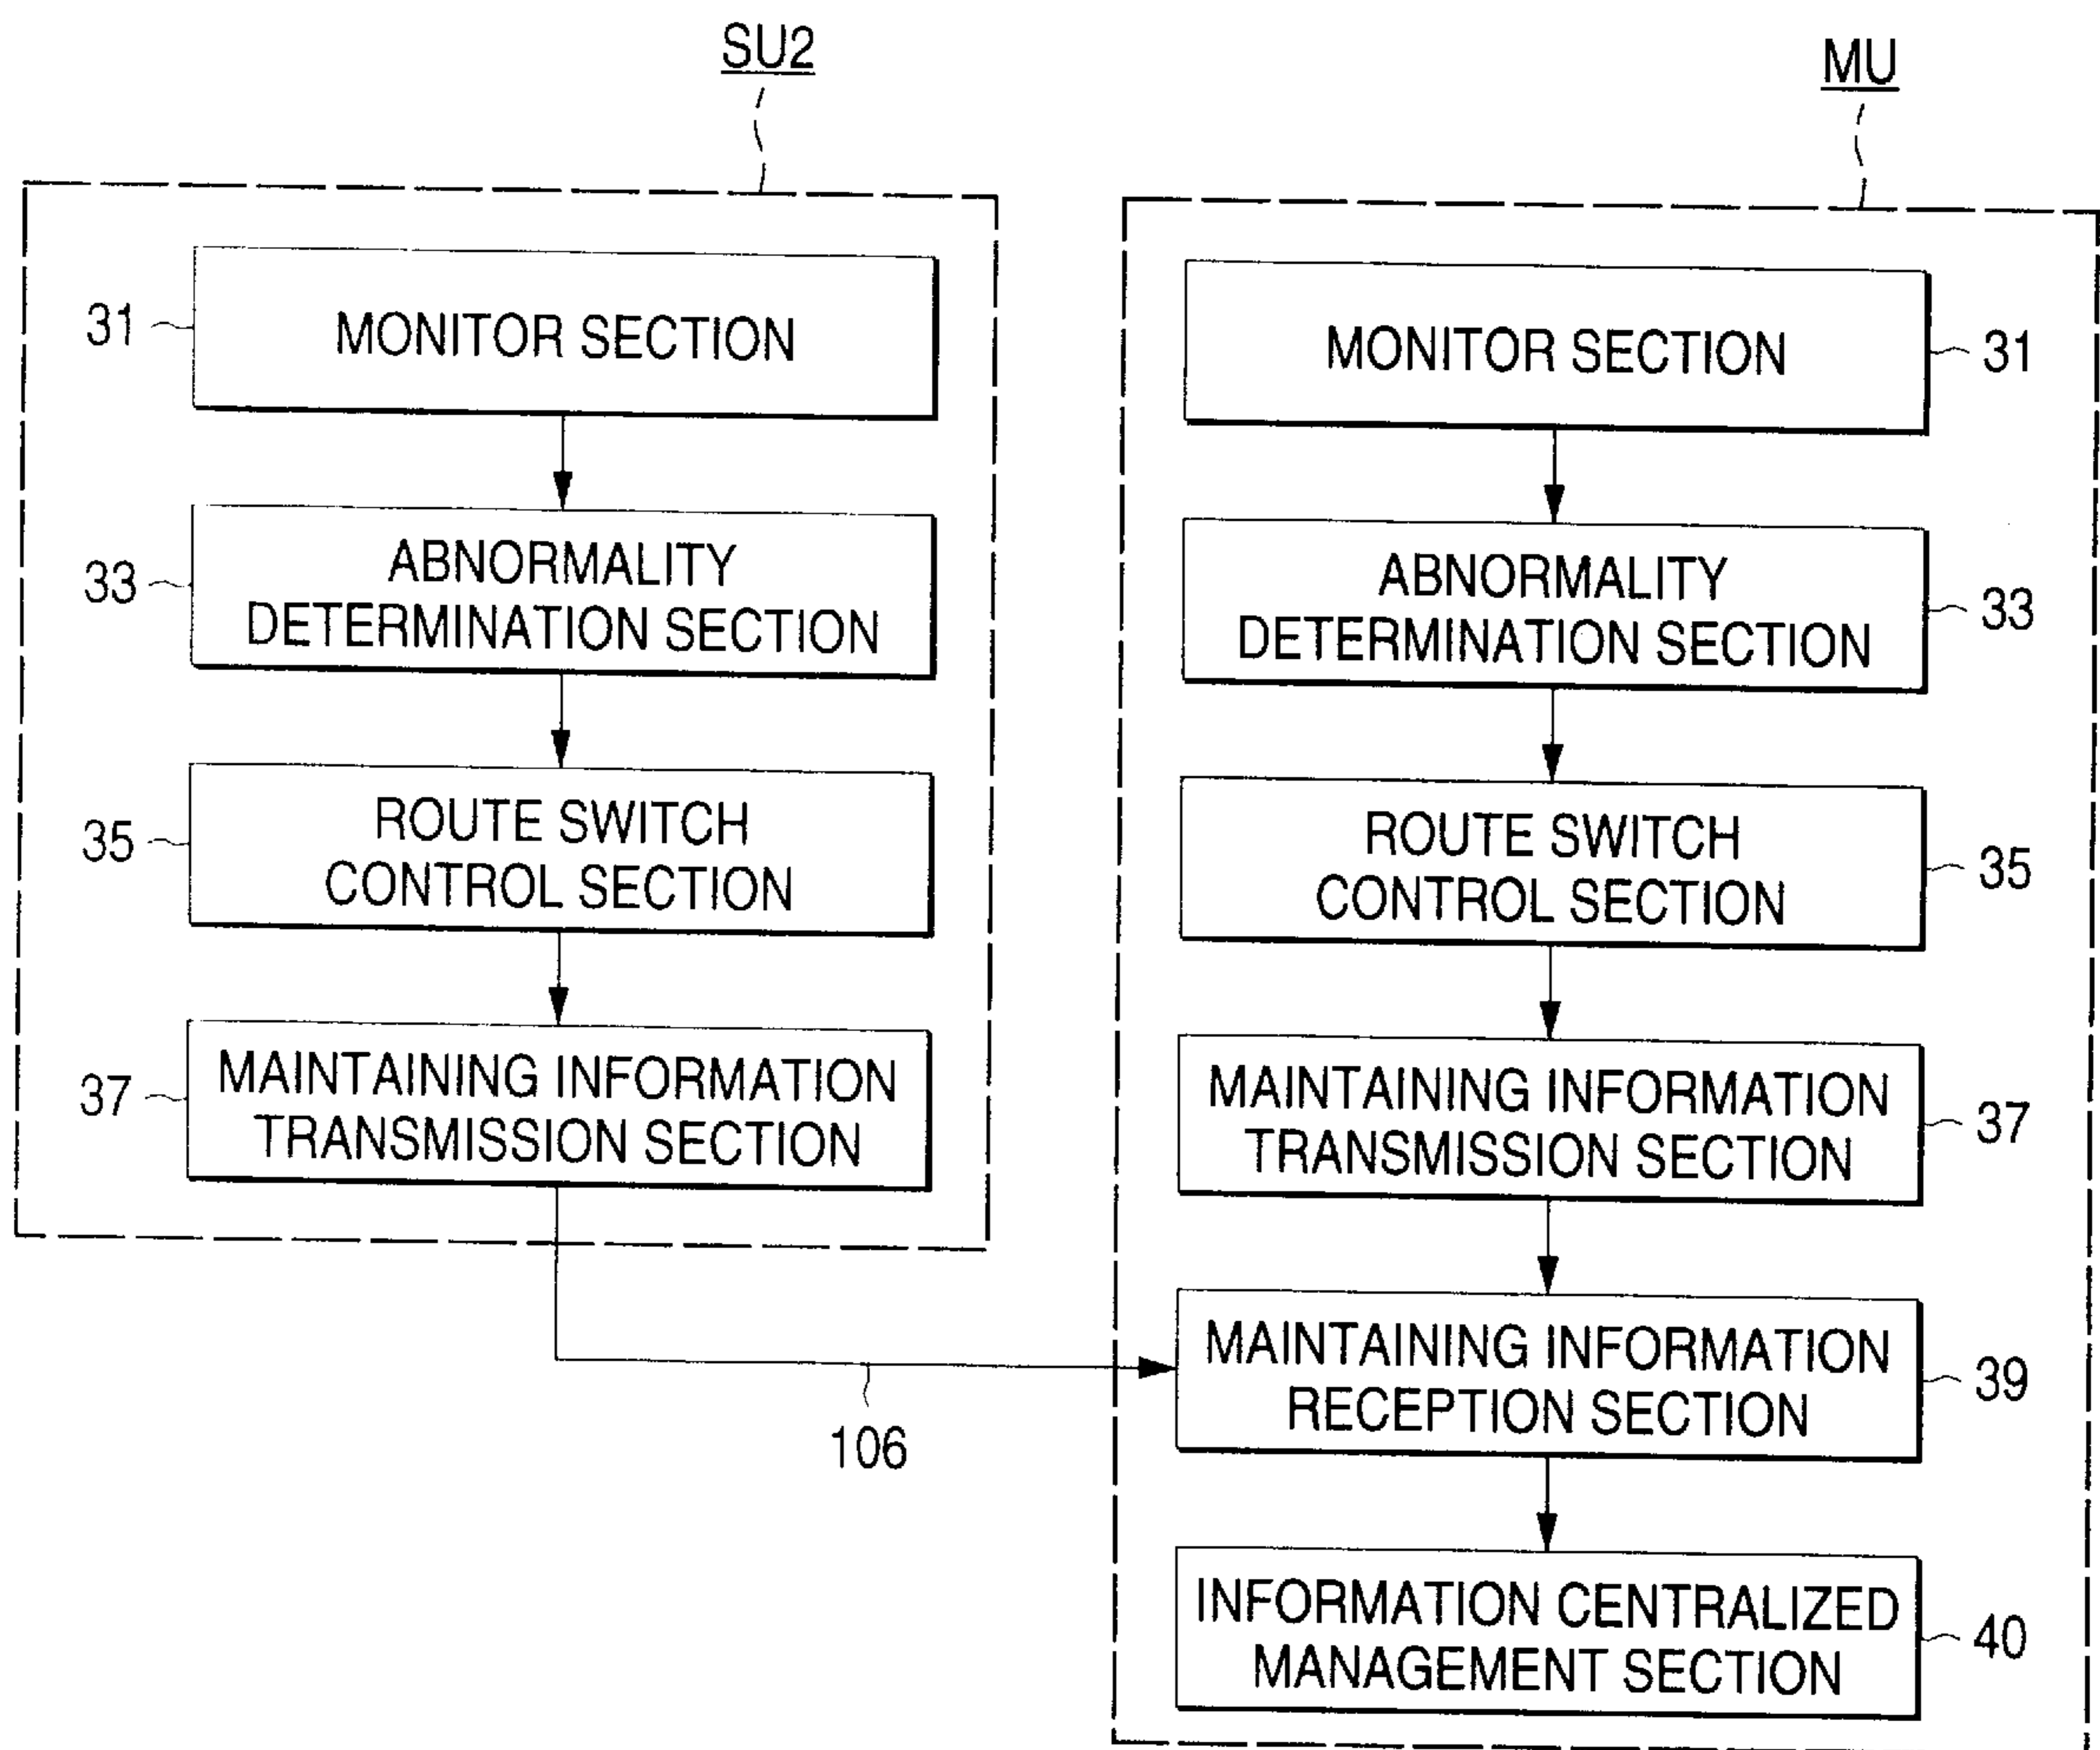 SU2
31
MONITOR SECTION
33
ABNORMALITY
DETERMINATION SECTION
35
ROUTE SWITCH
CONTROL SECTION
37
MAINTAINING INFORMATION
TRANSMISSION SECTION
106
MU
MONITOR SECTION
31
ABNORMALITY
DETERMINATION SECTION
33
ROUTE SWITCH
CONTROL SECTION
35
MAINTAINING INFORMATION
TRANSMISSION SECTION
37
MAINTAINING INFORMATION
RECEPTION SECTION
39
INFORMATION CENTRALIZED
MANAGEMENT SECTION
40